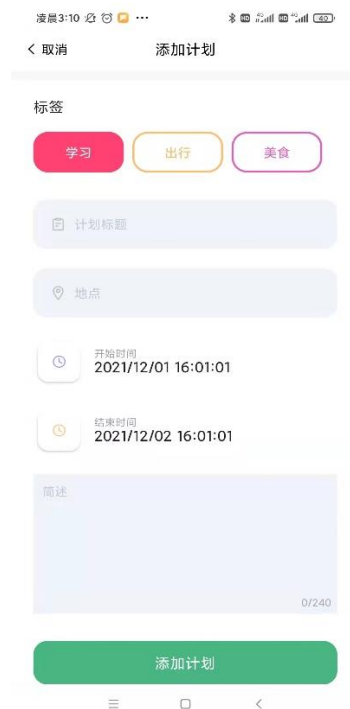 凌晨3:10
取消 添加计划
标签
学习 出行 美食
计划标题
地点
开始时间
2021/12/01 16:01:01
结束时间
2021/12/02 16:01:01
简述
0/240
添加计划